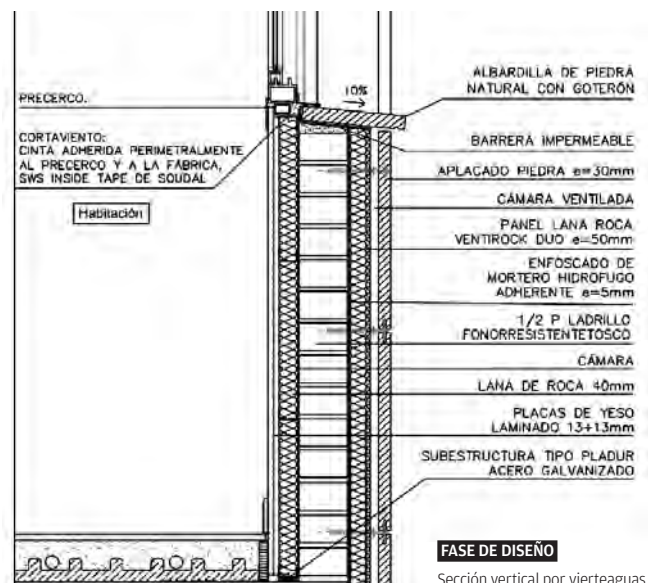 PRECERCO.
CORTAVIENTO:
CINTA ADHERIDA PERIMETRALMENTE
AL PRECERCO Y A LA FÁBRICA,
SWS INSIDE TAPE DE SOUDAL
Habitación
10%
ALBARDILLA DE PIEDRA
NATURAL CON GOTERÓN
BARRERA IMPERMEABLE
APLACADO PIEDRA e=30mm
CÁMARA VENTILADA
PANEL LANA ROCA
VENTIROCK DUO e=50mm
ENFOSCADO DE
MORTERO HIDROFUGO
ADHERENTE e=5mm
1/2 P LADRILLO
FONORRESISTENTETOSCO
CÁMARA
LANA DE ROCA 40mm
PLACAS DE YESO
LAMINADO 13+13mm
SUBESTRUCTURA TIPO PLADUR
ACERO GALVANIZADO
FASE DE DISEÑO
Sección vertical por vierteaguas